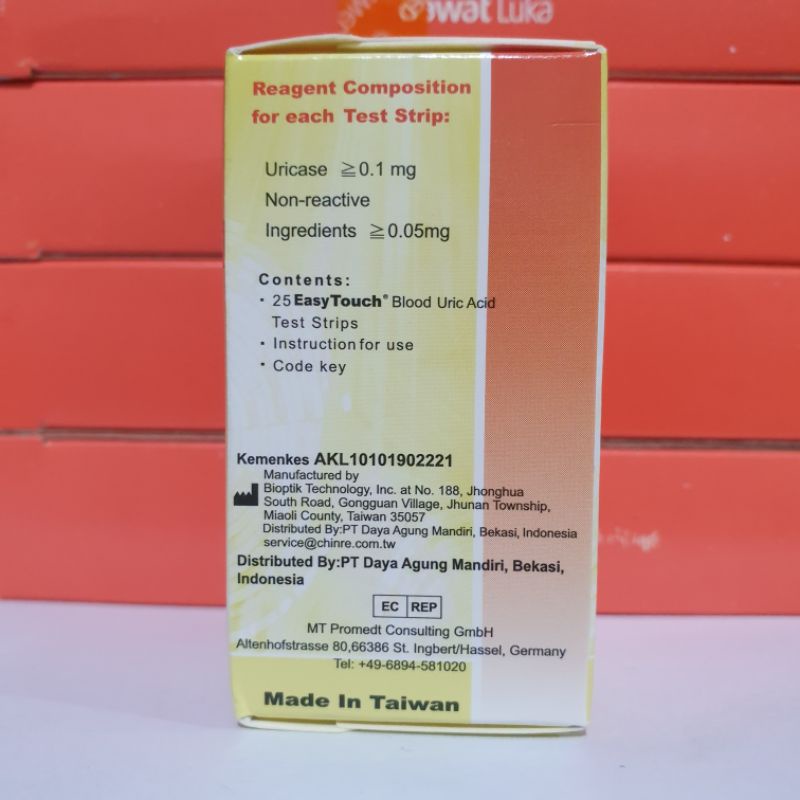 Luka
Reagent Composition
for each Test Strip:
Uricase ≧0.1 mg
Non-reactive
Ingredients ≧0.05mg
Contents:
· 25 EasyTouch® Blood Uric Acid
Test Strips
· Instruction for use
· Code key
Kemenkes AKL10101902221
Manufactured by
Bioptik Technology, Inc. at No. 188, Jhonghua
South Road, Gongguan Village, Jhunan Township,
Miaoli County, Taiwan 35057
Distributed By:PT Daya Agung Mandiri, Bekasi, Indonesia
service@chinre.com.tw
Distributed By:PT Daya Agung Mandiri, Bekasi,
Indonesia
EC REP
MT Promedt Consulting GmbH
Altenhofstrasse 80,66386 St. Ingbert/Hassel, Germany
Tel: +49-6894-581020
Made In Taiwan